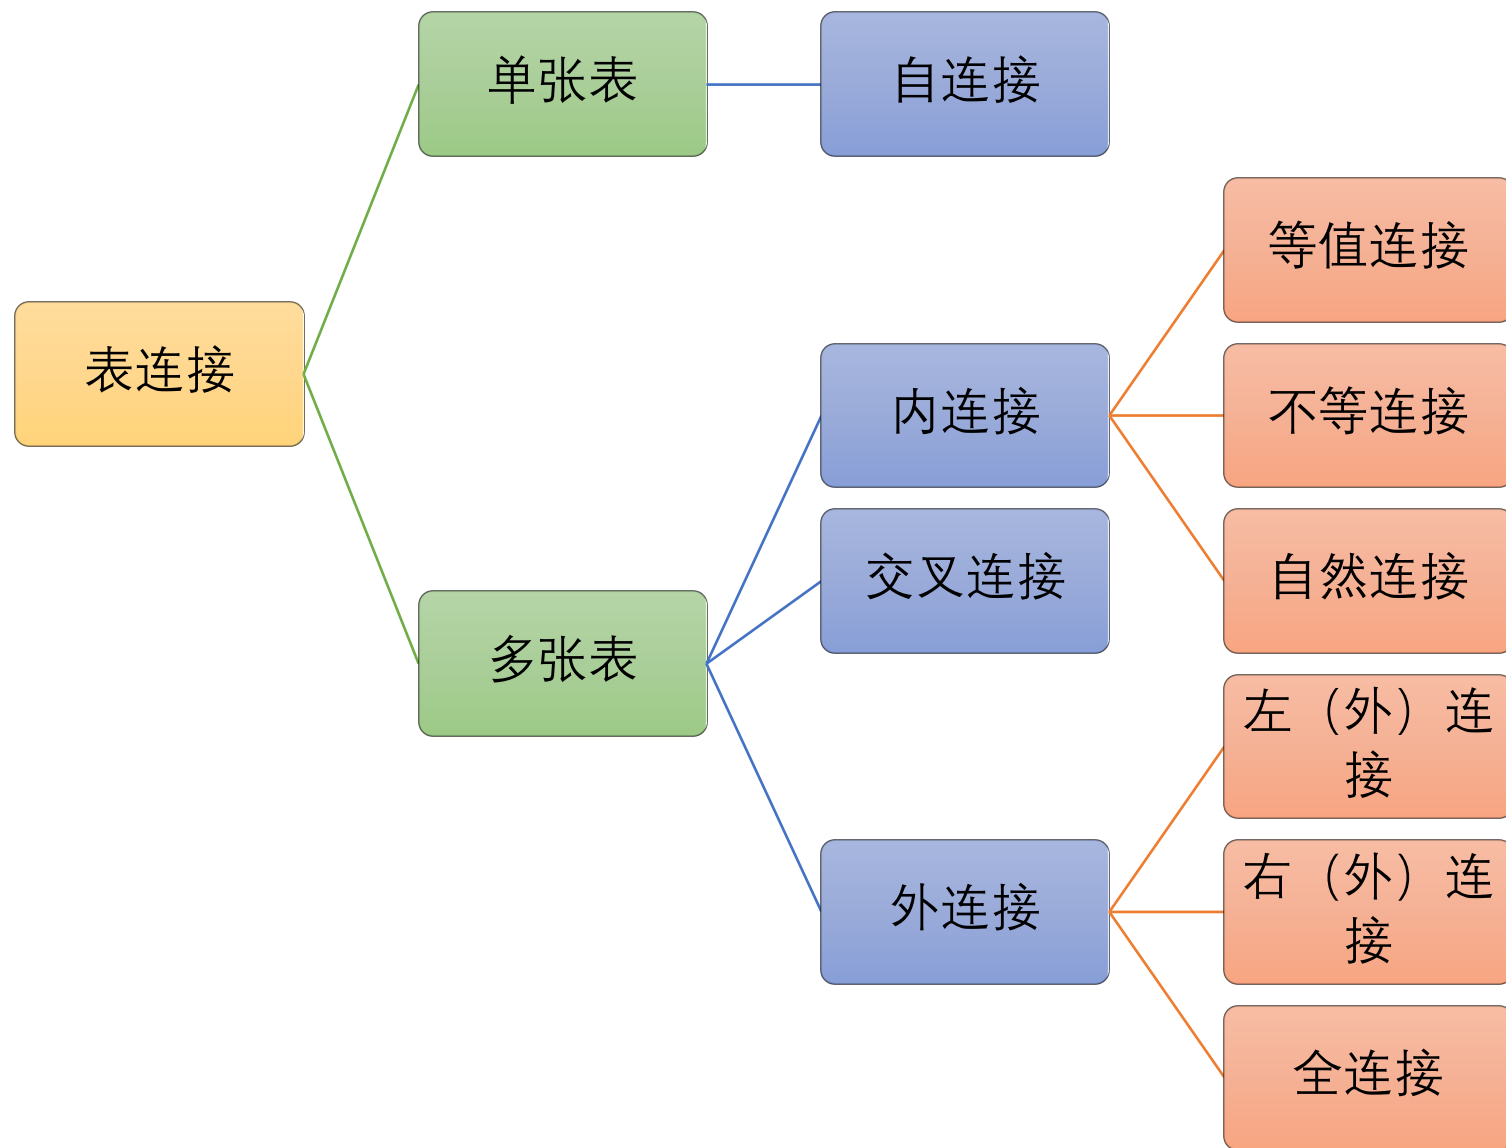 单张表
自连接
等值连接
表连接
内连接
不等连接
交叉连接
自然连接
多张表
左（外）连
接
外连接
右（外）连
接
全连接